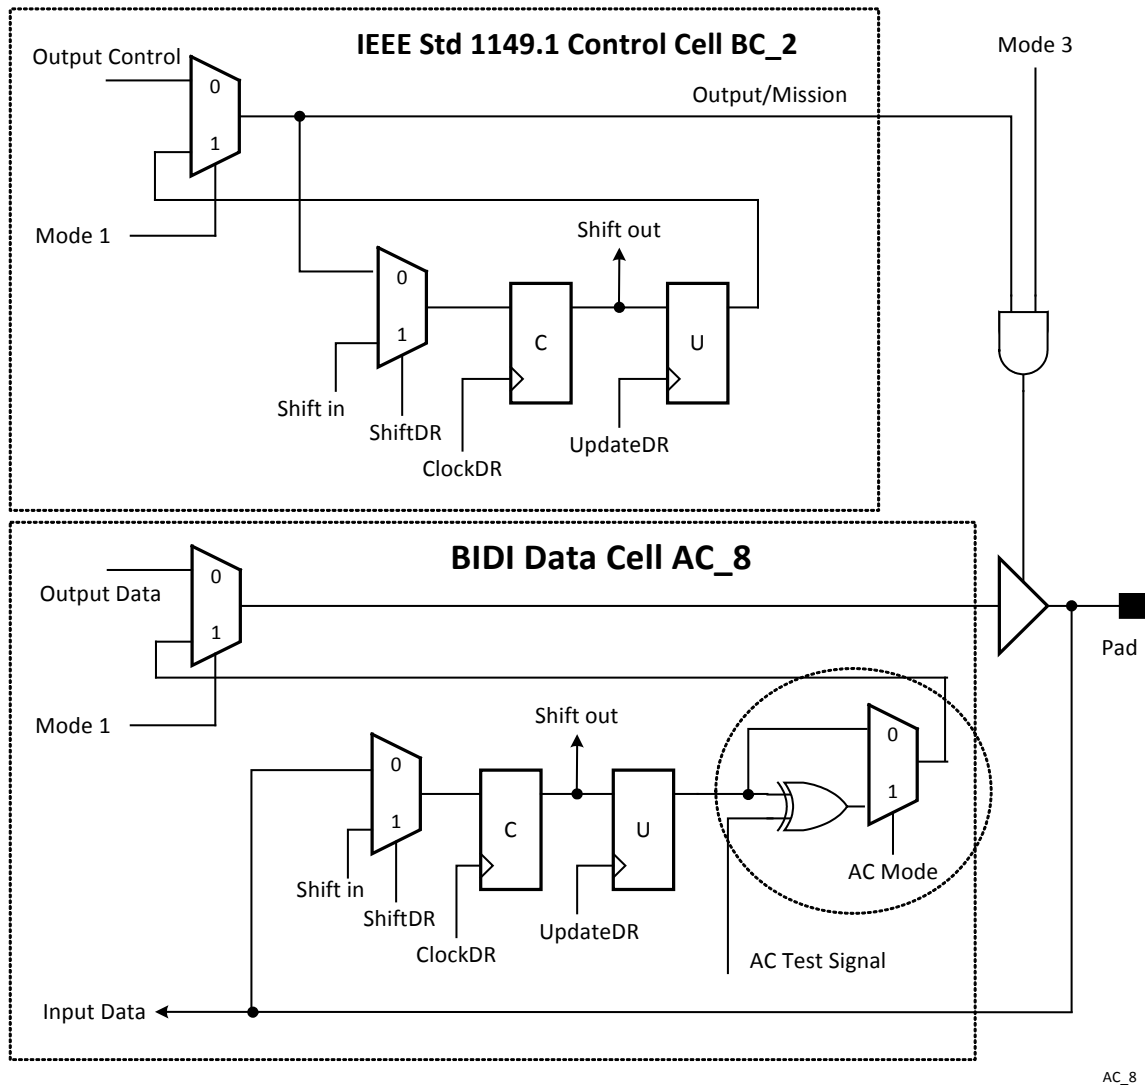 IEEE Std 1149.1 Control Cell BC_2
Mode 3
Output Control
0
Output/Mission
1
Mode 1
Shift out
0
C
U
1
Shift in
ShiftDR
UpdateDR
ClockDR
BIDI Data Cell AC_8
0
Output Data
1
Pad
Mode 1
Shift out
0
0
1
C
U
1
AC Mode
Shift in
ShiftDR
UpdateDR
ClockDR
AC Test Signal
Input Data
AC_8